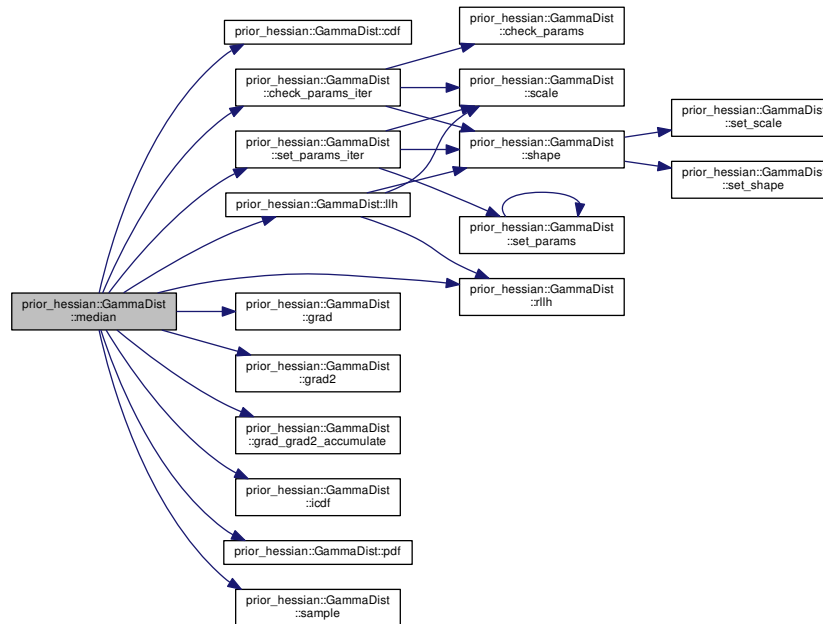 prior_hessian::GammaDist
::median
prior_hessian::GammaDist::cdf
prior_hessian::GammaDist
::check_params_iter
prior_hessian::GammaDist
::set_params_iter
prior_hessian::GammaDist::llh
prior_hessian::GammaDist
::grad
prior_hessian::GammaDist
::grad2
prior_hessian::GammaDist
::grad_grad2_accumulate
prior_hessian::GammaDist
::icdf
prior_hessian::GammaDist::pdf
prior_hessian::GammaDist
::sample
prior_hessian::GammaDist
::check_params
prior_hessian::GammaDist
::scale
prior_hessian::GammaDist
::shape
prior_hessian::GammaDist
::set_params
prior_hessian::GammaDist
::rllh
prior_hessian::GammaDist
::set_scale
prior_hessian::GammaDist
::set_shape